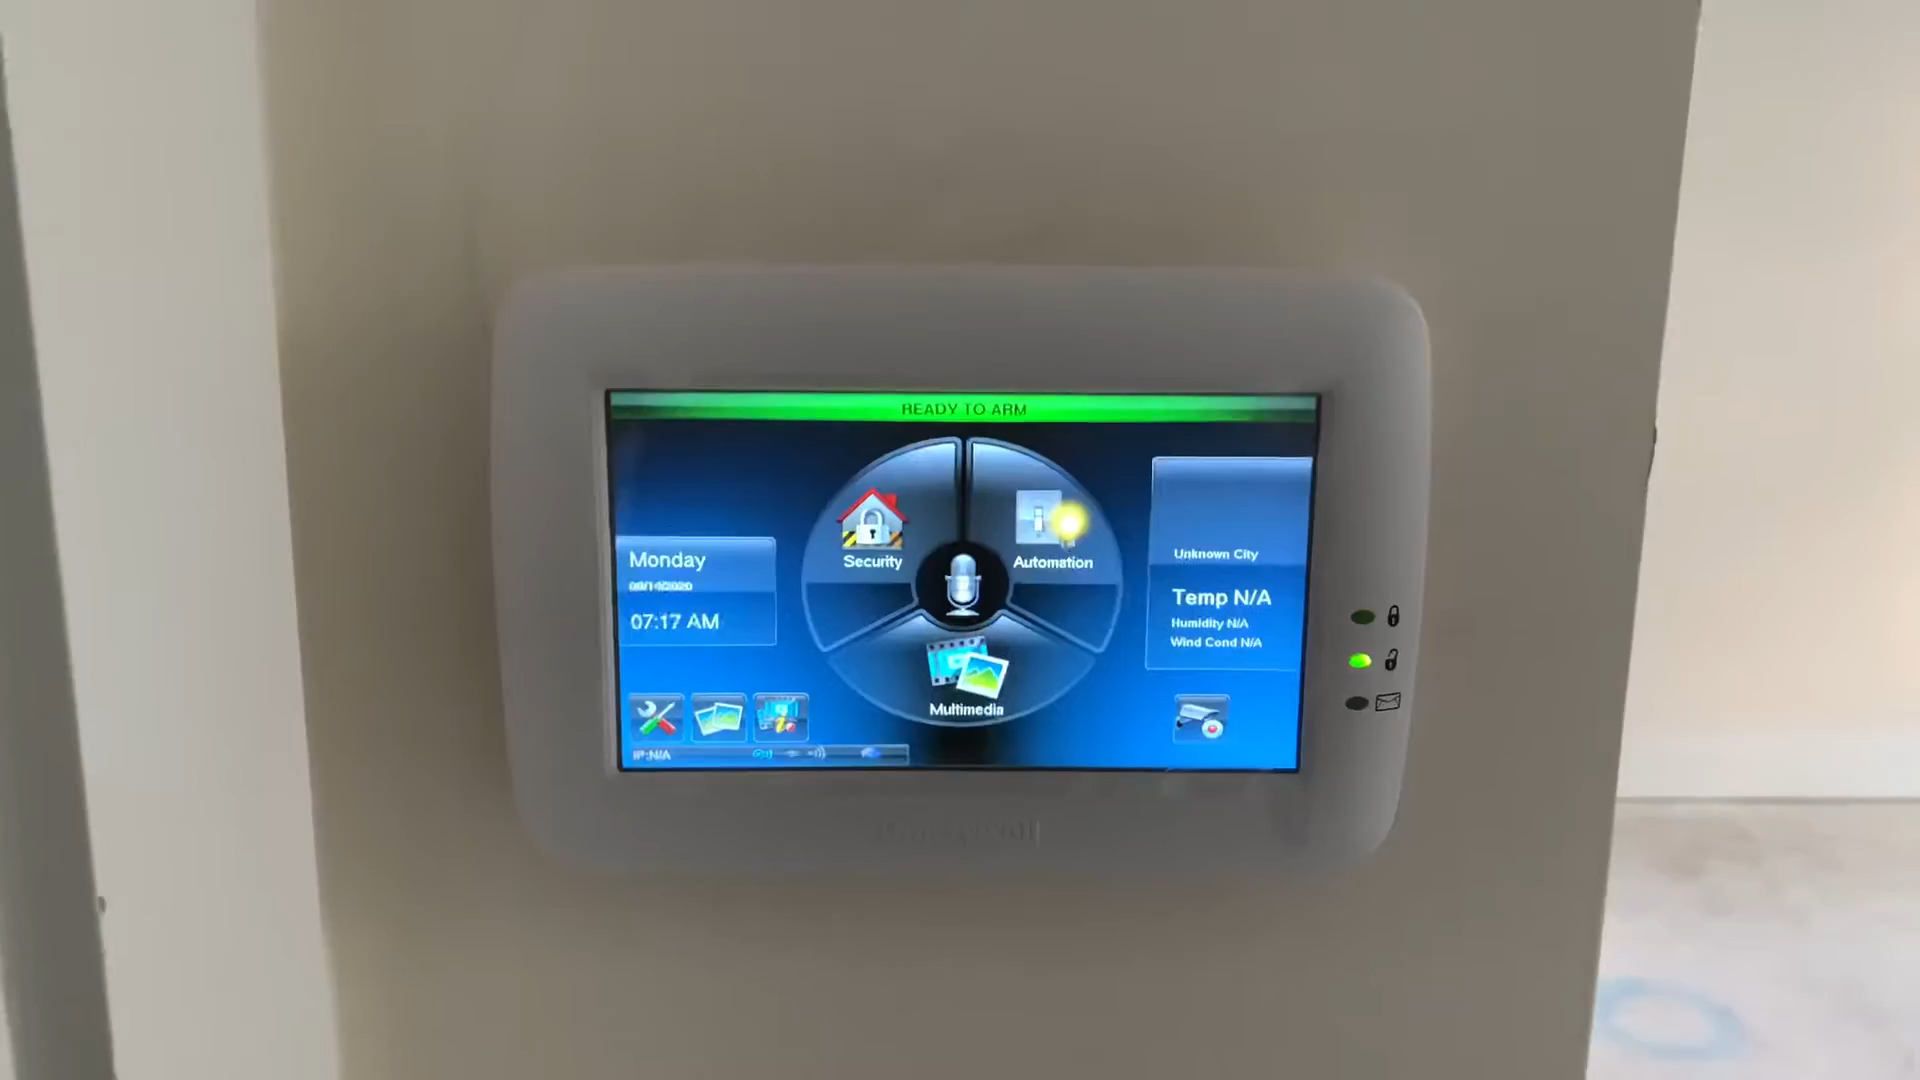 READY TO ARM
Security
Automation
Multimedia
Monday
07:17 AM
Unknown City
Temp N/A
Humidity N/A
Wind Cond N/A
IP:N/A